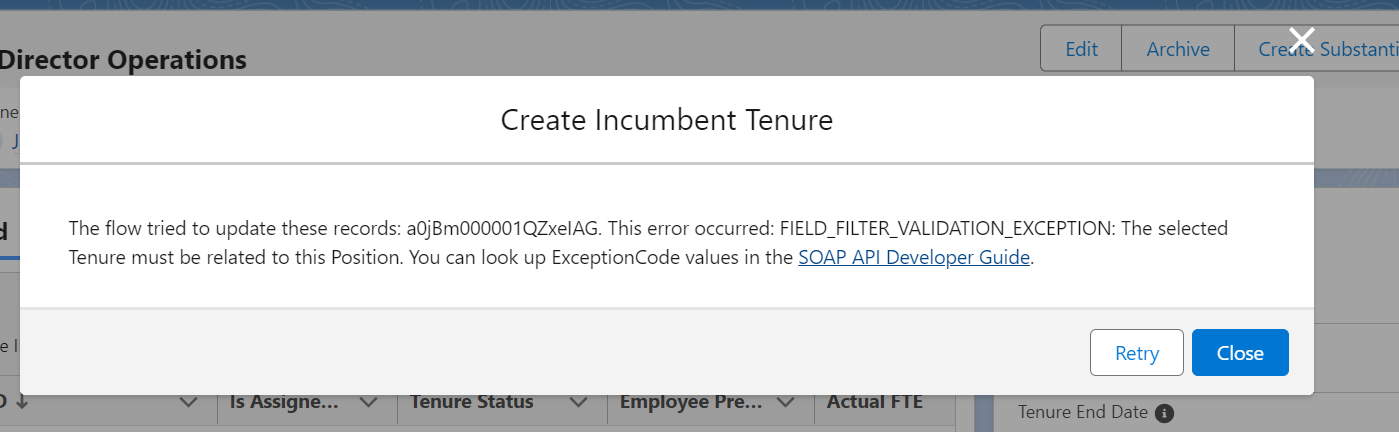 Director Operations
Edit
Archive
Create Substanti
ne
J
Create Incumbent Tenure
The flow tried to update these records: a0jBm000001QZxeIAG. This error occurred: FIELD_FILTER_VALIDATION_EXCEPTION: The selected
Tenure must be related to this Position. You can look up ExceptionCode values in the SOAP API Developer Guide.
d
e I
Retry
Close
D
Is Assigne...
Tenure Status
Employee Pre...
Actual FTE
Tenure End Date